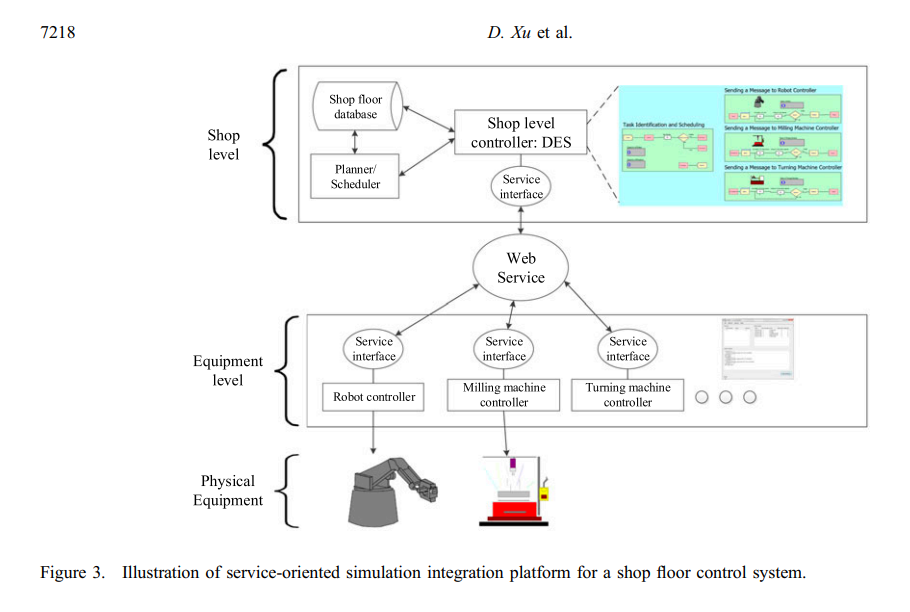 7218
D. Xu et al.
Shop
level
Shop floor
database
Planner/
Scheduler
Shop level
controller: DES
Service
interface
Task Identification and Scheduling
Sending a Message to Robot Controller
Sending a Message to Milling Machine Controller
Sending a Message to Turning Machine Controller
Web
Service
Equipment
level
Service
interface
Robot controller
Service
interface
Milling machine
controller
Service
interface
Turning machine
controller
Physical
Equipment
Figure 3. Illustration of service-oriented simulation integration platform for a shop floor control system.